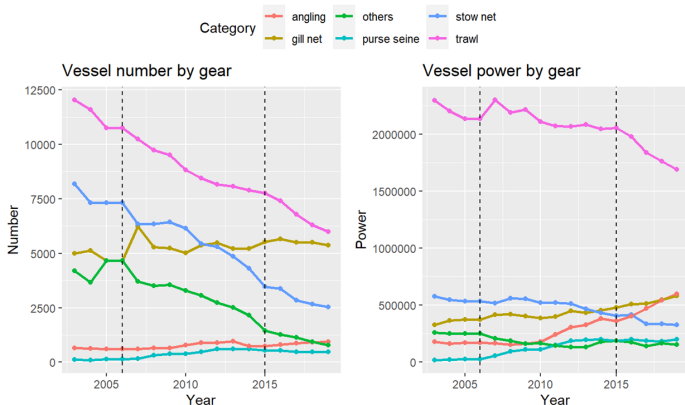 Category
angling
others
stow net
gill net
purse seine
trawl
Vessel number by gear
12500
10000
7500
5000
2500
0
Number
2005
2010
2015
Year
Vessel power by gear
2000000
1500000
1000000
500000
0
Power
2005
2010
2015
Year